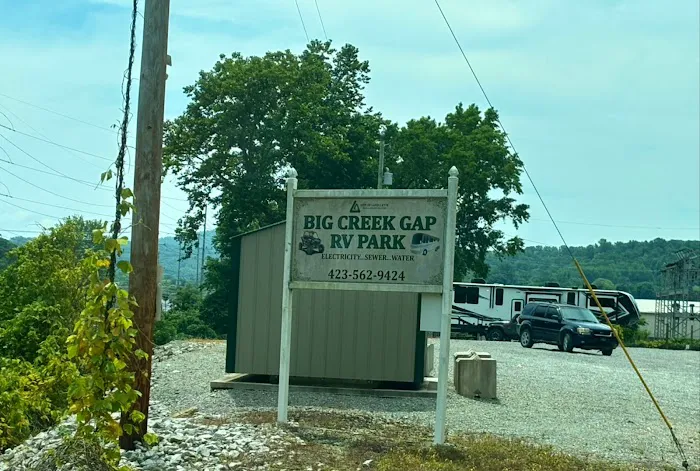 BIG CREEK GAP
RV PARK
ELECTRICITY...SEWER...WATER
423-562-9424